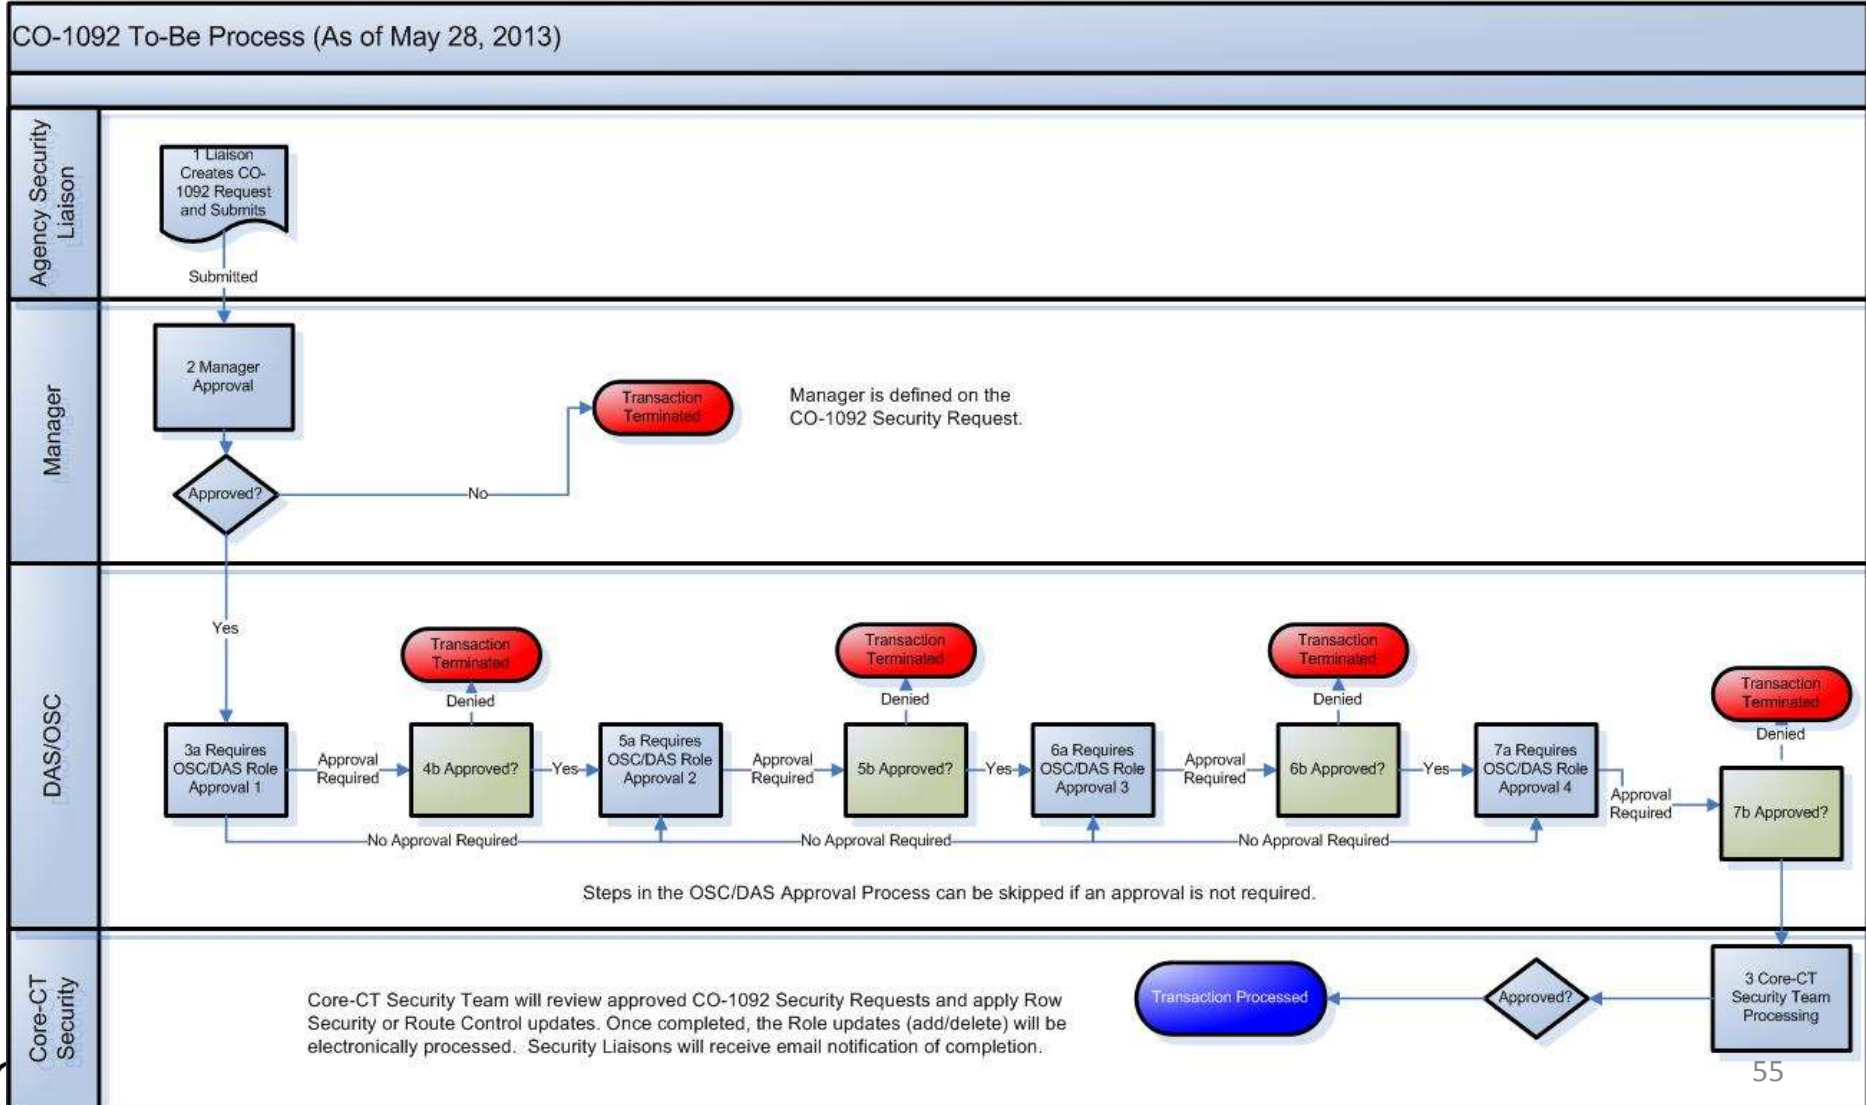 CO-1092 To-Be Process (As of May 28, 2013)
Agency Security
Liaison
1 Liaison
Creates CO-
1092 Request
and Submits
Submitted
Manager
2 Manager
Approval
Approved?
No
Transaction
Terminated
Manager is defined on the
CO-1092 Security Request.
Yes
DAS/OSC
3a Requires
OSC/DAS Role
Approval 1
Approval
Required
4b Approved?
Denied
Transaction
Terminated
Yes
5a Requires
OSC/DAS Role
Approval 2
Approval
Required
5b Approved?
Denied
Transaction
Terminated
Yes
6a Requires
OSC/DAS Role
Approval 3
Approval
Required
6b Approved?
Denied
Transaction
Terminated
Yes
7a Requires
OSC/DAS Role
Approval 4
Approval
Required
7b Approved?
Denied
Transaction
Terminated
No Approval Required
No Approval Required
No Approval Required
Steps in the OSC/DAS Approval Process can be skipped if an approval is not required.
Core-CT
Security
Core-CT Security Team will review approved CO-1092 Security Requests and apply Row
Security or Route Control updates. Once completed, the Role updates (add/delete) will be
electronically processed. Security Liaisons will receive email notification of completion.
Transaction Processed
Approved?
3 Core-CT
Security Team
Processing
55